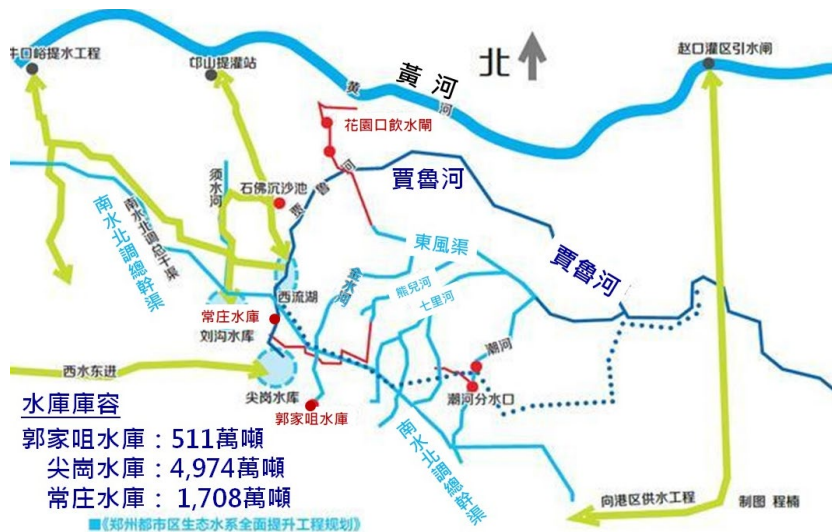 牛口峪提水工程
邙山提灌站
黃河
黄河
北
赵口灌区引水闸
花園口飲水閘
賈魯河
贾鲁河
须水河
石佛沉沙池
南水北調總幹渠
南水北调总干渠
東風渠
賈魯河
金水河
熊兒河
七里河
西流湖
常庄水庫
刘沟水库
潮河
西水东进
尖岗水库
郭家咀水庫
潮河分水口
南水北調總幹渠
水庫庫容
郭家咀水庫：511萬噸
尖崗水庫：4,974萬噸
常庄水庫： 1,708萬噸
向港区供水工程
制图 程楠
■《郑州都市区生态水系全面提升工程规划》